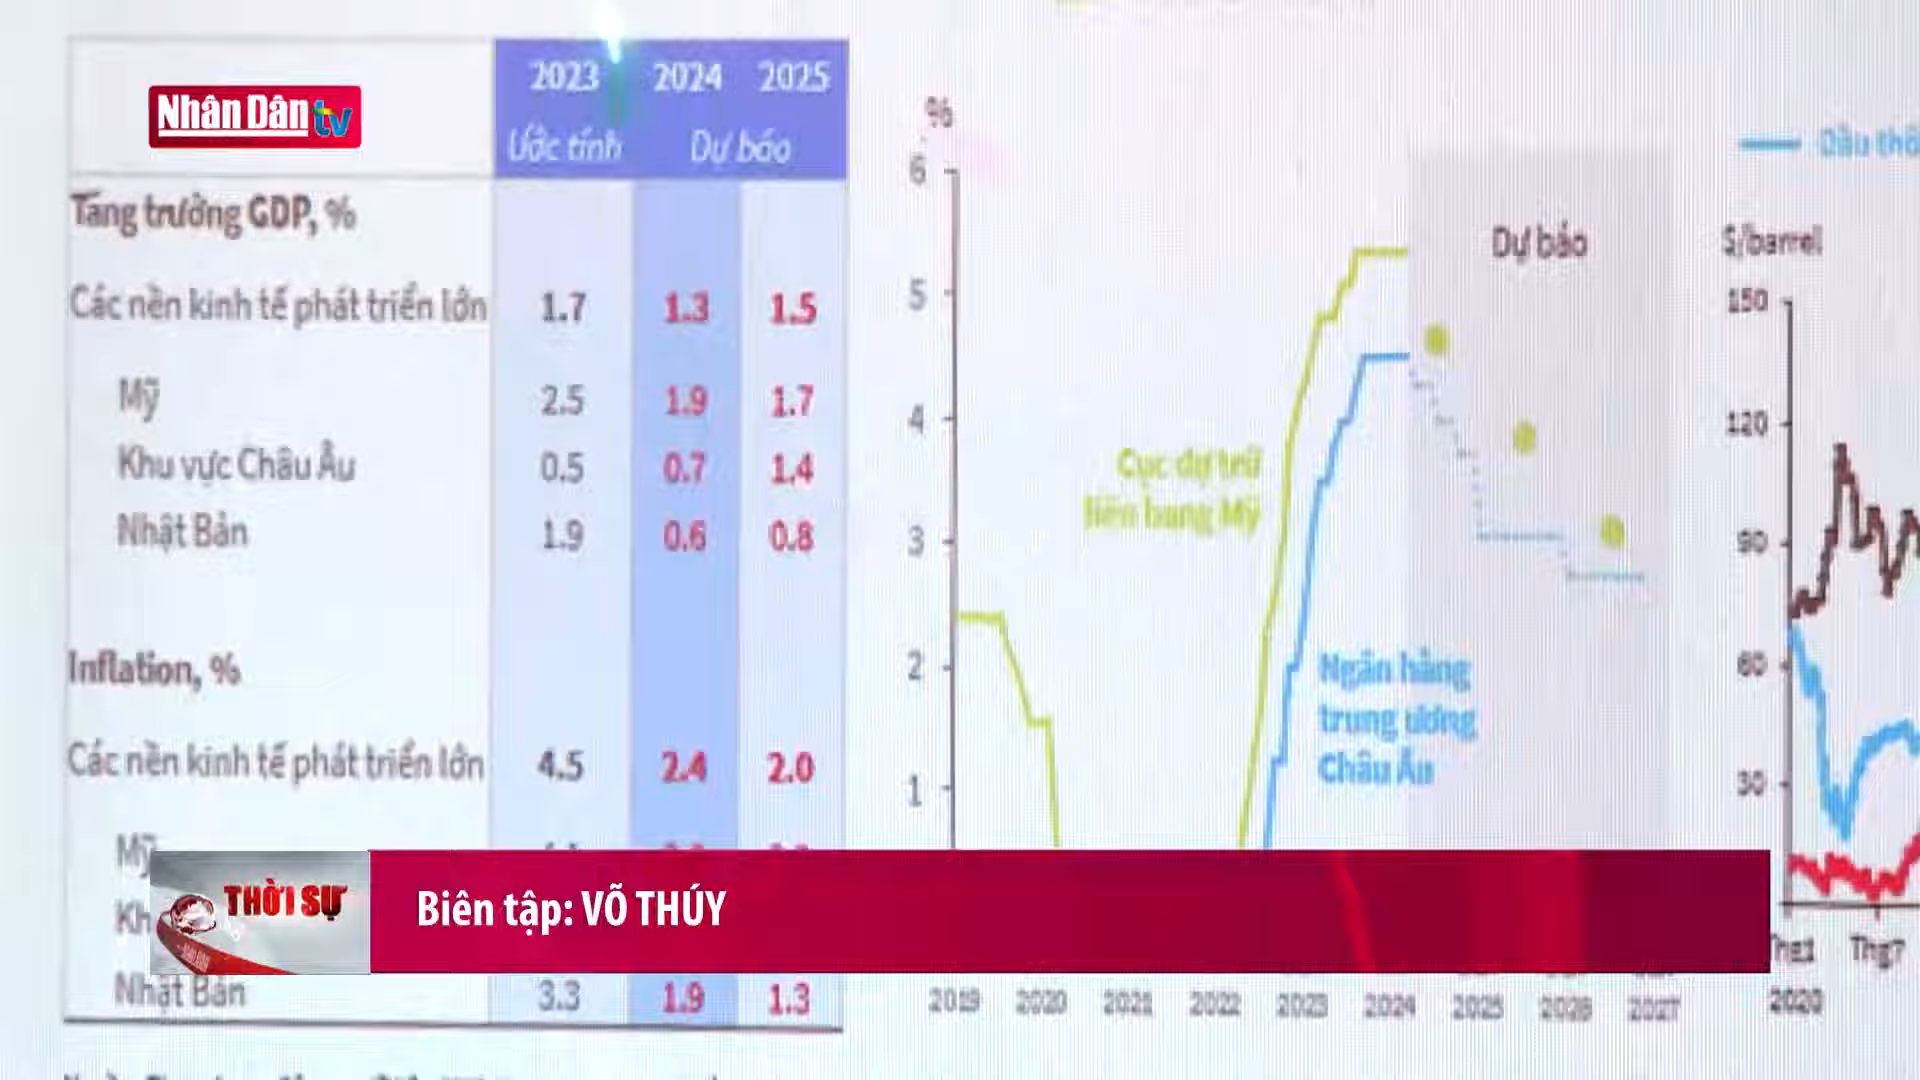 2023 2024 2025
Nhân Dân tv
Ước tính Dự báo
Tăng trưởng GDP, %
Các nền kinh tế phát triển lớn 1.7 1.3 1.5
Mỹ 2.5 1.9 1.7
Khu vực Châu Âu 0.5 0.7 1.4
Nhật Bản 1.9 0.6 0.8
Inflation, %
Các nền kinh tế phát triển lớn 4.5 2.4 2.0
Mỹ
Kh
Nhật Bản 3.3 1.9 1.3
%
6
5
4
3
2
1
Dự báo
Cục dự trữ
liên bang Mỹ
Ngân hàng
trung ương
Châu Âu
2019 2020 2021 2022 2023 2024 2025 2026 2027
Dầu thô
$/barrel
150
120
90
60
30
Thg1 Thg7
2020
THỜI SỰ
Biên tập: VÕ THÚY